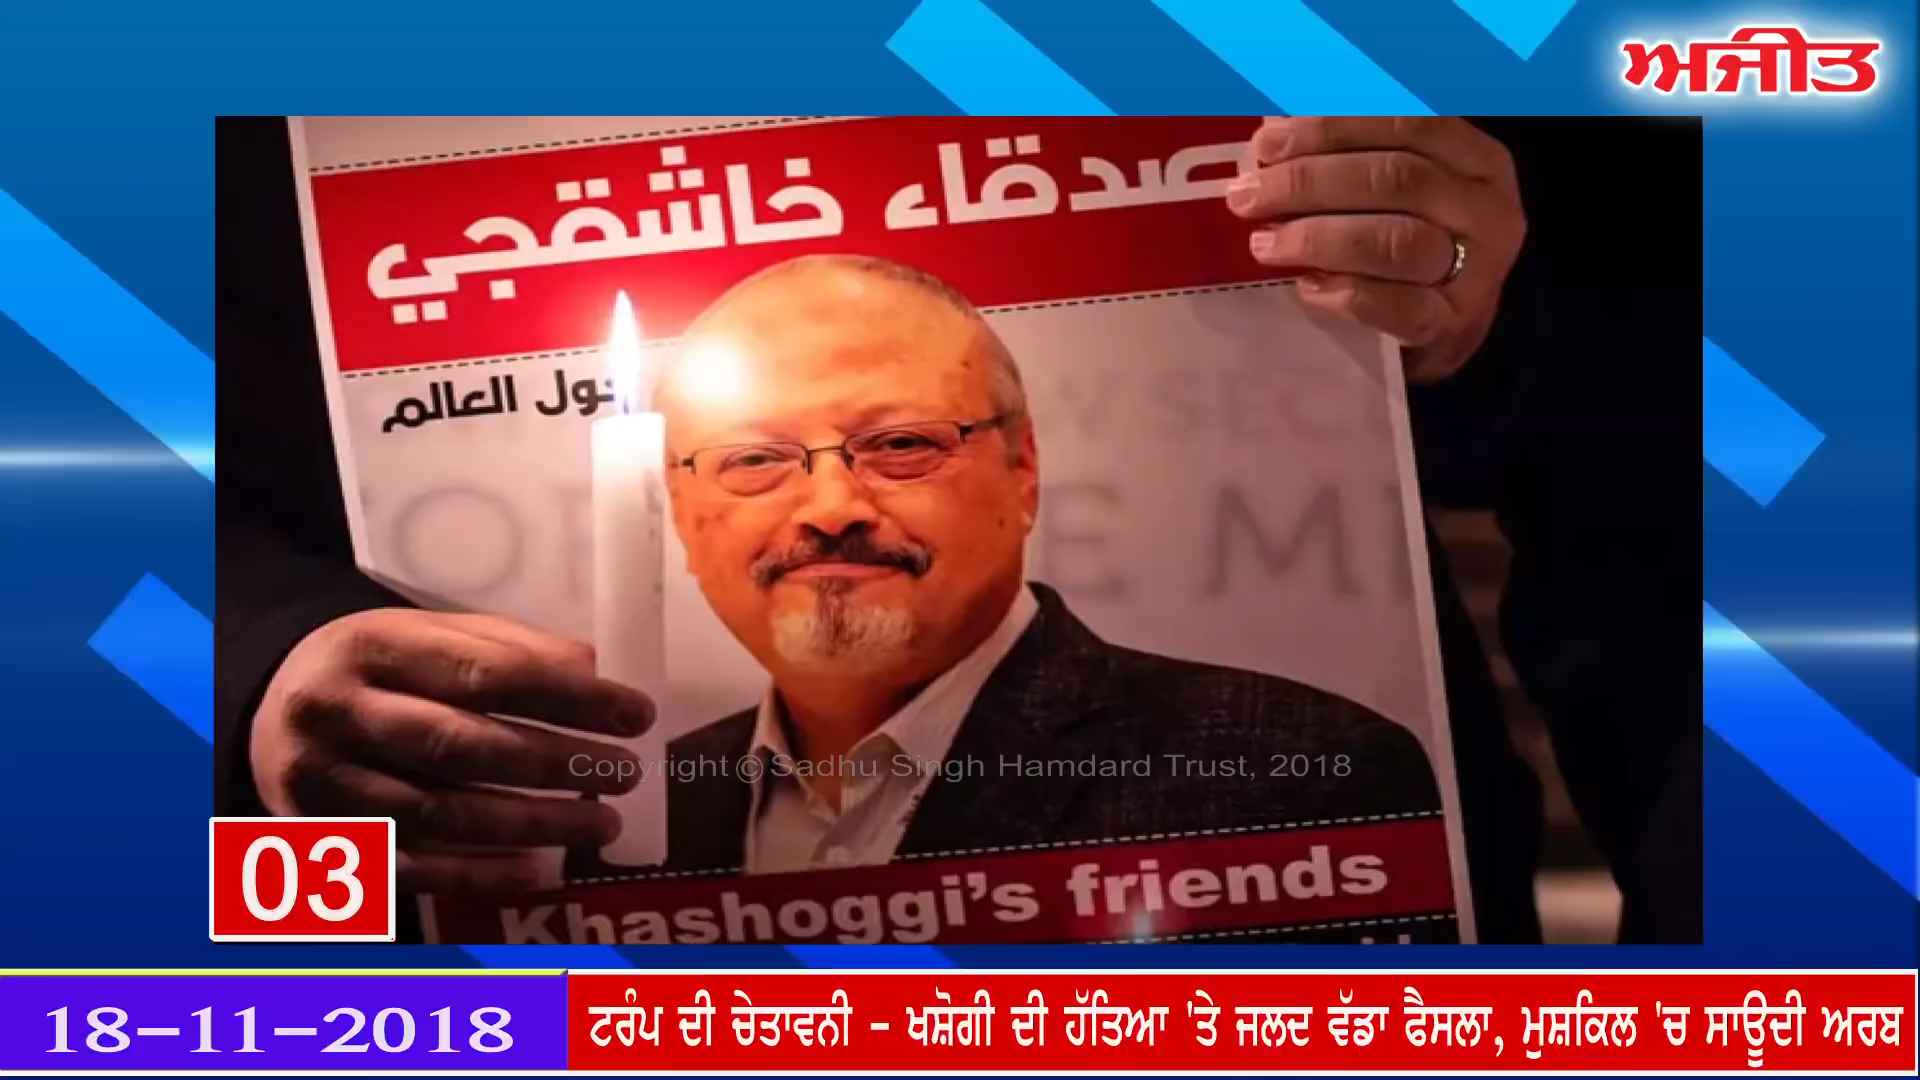 ਅਜੀਤ
صدقاء خاشقجي
حول العالم
Copyright © Sadhu Singh Hamdard Trust, 2018
03
Khashoggi's friends
18-11-2018
ਟਰੰਪ ਦੀ ਚੇਤਾਵਨੀ - ਖਸ਼ੋਗੀ ਦੀ ਹੱਤਿਆ 'ਤੇ ਜਲਦ ਵੱਡਾ ਫੈਸਲਾ, ਮੁਸ਼ਕਿਲ 'ਚ ਸਾਊਦੀ ਅਰਬ